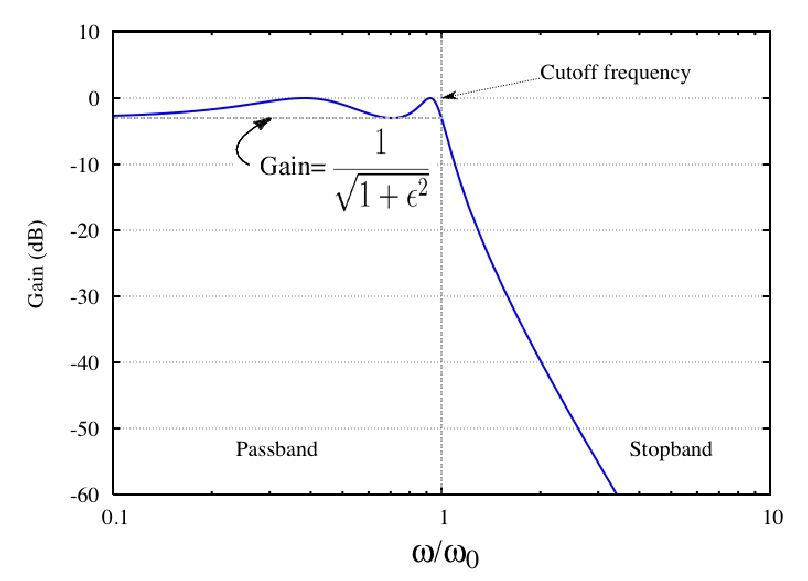 10
0
-10
-20
-30
-40
-50
-60
Gain (dB)
Cutoff frequency
Gain= 1/√(1 + ϵ²)
Passband
Stopband
0.1
1
10
ω/ω₀